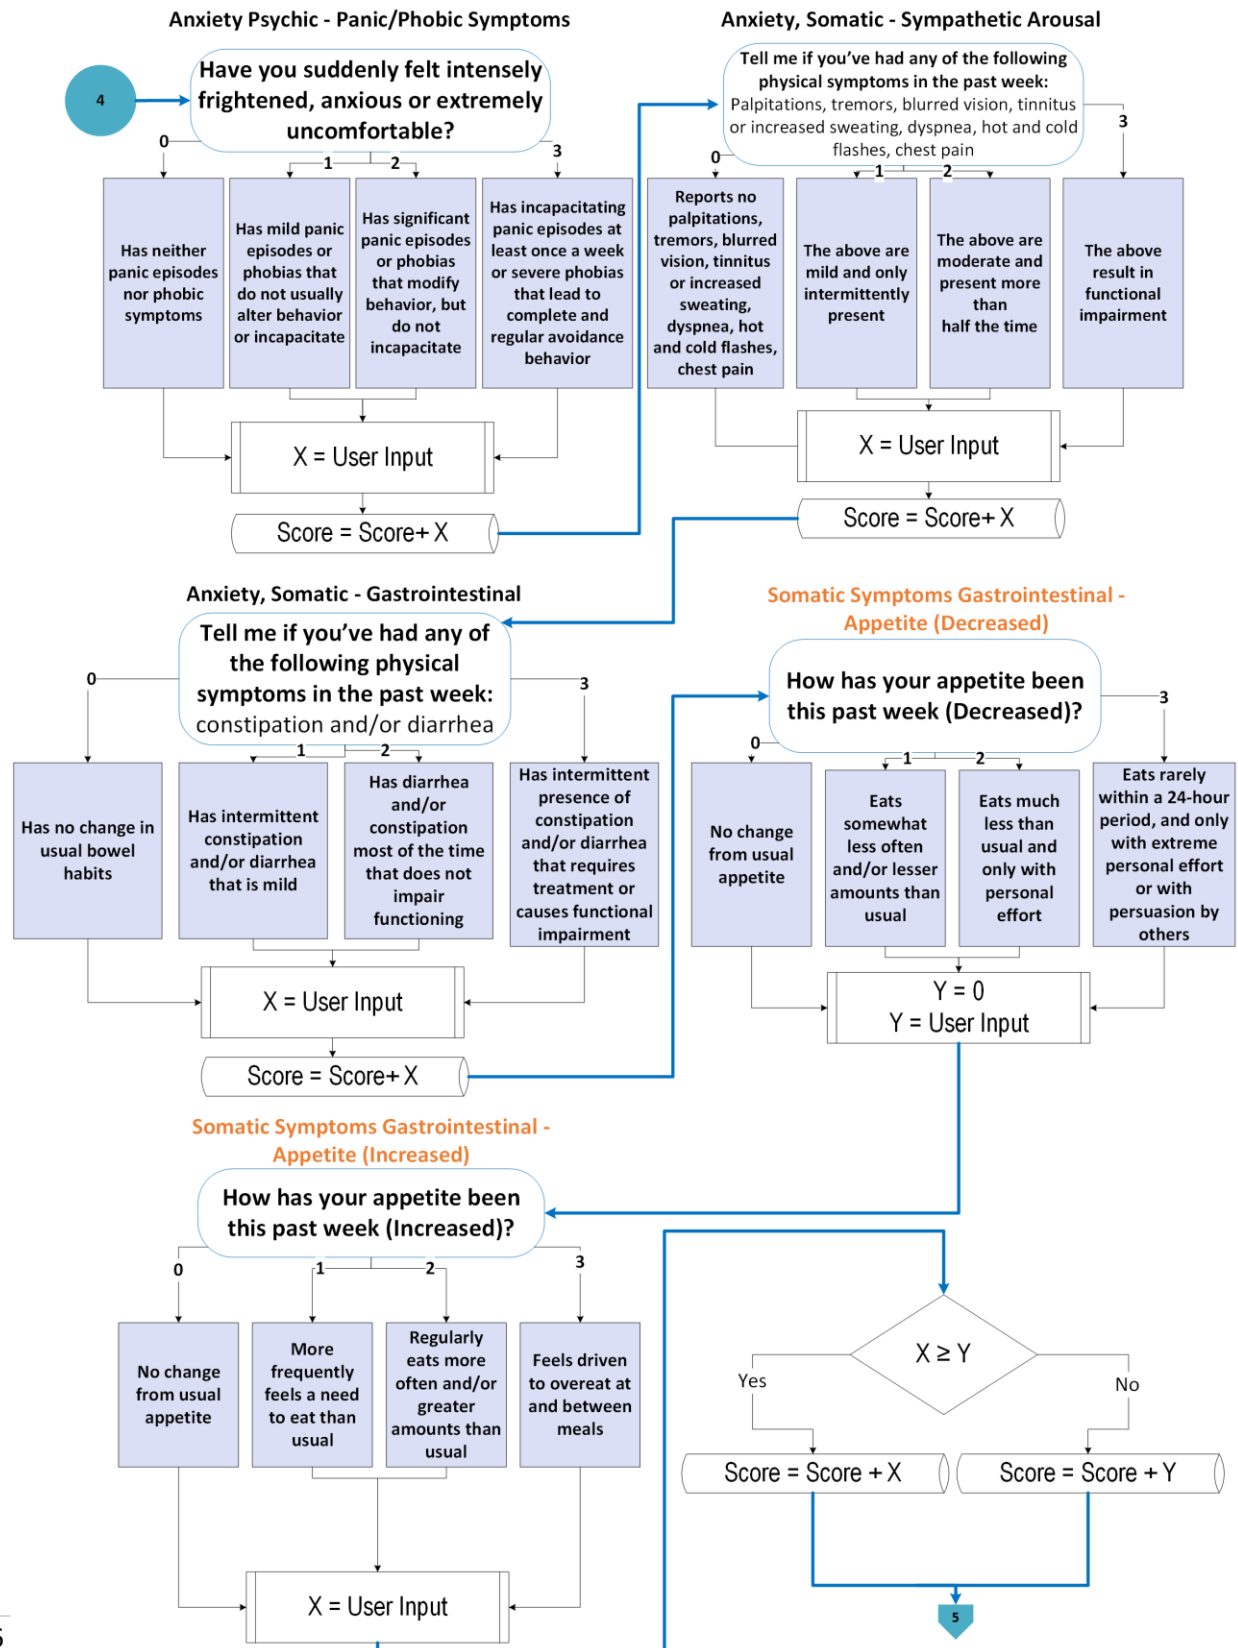 Anxiety Psychic - Panic/Phobic Symptoms
4
Have you suddenly felt intensely
frightened, anxious or extremely
uncomfortable?
0
1
2
3
Has neither
panic episodes
nor phobic
symptoms
Has mild panic
episodes or
phobias that
do not usually
alter behavior
or incapacitate
Has significant
panic episodes
or phobias
that modify
behavior, but
do not
incapacitate
Has incapacitating
panic episodes at
least once a week
or severe phobias
that lead to
complete and
regular avoidance
behavior
X = User Input
Score = Score+ X
Anxiety, Somatic - Sympathetic Arousal
Tell me if you've had any of the following
physical symptoms in the past week:
Palpitations, tremors, blurred vision, tinnitus
or increased sweating, dyspnea, hot and cold
flashes, chest pain
0
1
2
3
Reports no
palpitations,
tremors, blurred
vision, tinnitus
or increased
sweating,
dyspnea, hot
and cold flashes,
chest pain
The above are
mild and only
intermittently
present
The above are
moderate and
present more
than
half the time
The above
result in
functional
impairment
X = User Input
Score = Score+ X
Anxiety, Somatic - Gastrointestinal
Tell me if you've had any of
the following physical
symptoms in the past week:
constipation and/or diarrhea
0
1
2
3
Has no change in
usual bowel
habits
Has intermittent
constipation
and/or diarrhea
that is mild
Has diarrhea
and/or
constipation
most of the time
that does not
impair
functioning
Has intermittent
presence of
constipation
and/or diarrhea
that requires
treatment or
causes functional
impairment
X = User Input
Score = Score+ X
Somatic Symptoms Gastrointestinal -
Appetite (Decreased)
How has your appetite been
this past week (Decreased)?
0
1
2
3
No change
from usual
appetite
Eats
somewhat
less often
and/or lesser
amounts than
usual
Eats much
less than
usual and
only with
personal
effort
Eats rarely
within a 24-hour
period, and only
with extreme
personal effort
or with
persuasion by
others
Y = 0
Y = User Input
Somatic Symptoms Gastrointestinal -
Appetite (Increased)
How has your appetite been
this past week (Increased)?
0
1
2
3
No change
from usual
appetite
More
frequently
feels a need
to eat than
usual
Regularly
eats more
often and/or
greater
amounts than
usual
Feels driven
to overeat at
and between
meals
X = User Input
X ≥ Y
Yes
No
Score = Score + X
Score = Score + Y
5